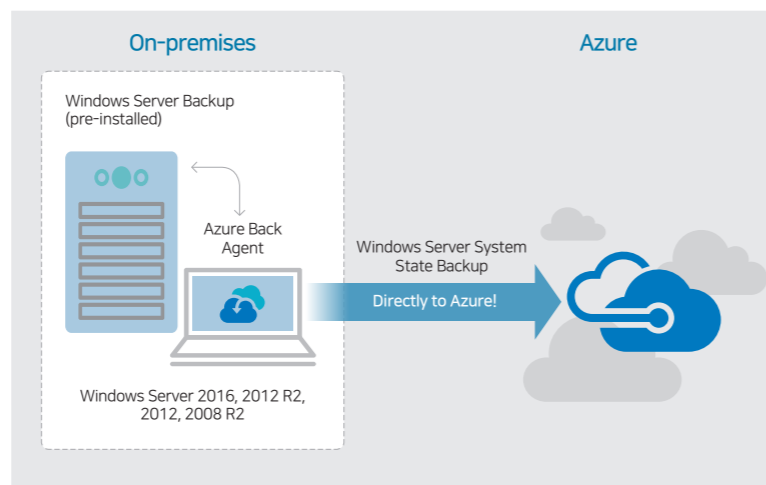 On-premises
Azure
Windows Server Backup
(pre-installed)
Azure Back
Agent
Windows Server System
State Backup
Directly to Azure!
Windows Server 2016, 2012 R2,
2012, 2008 R2